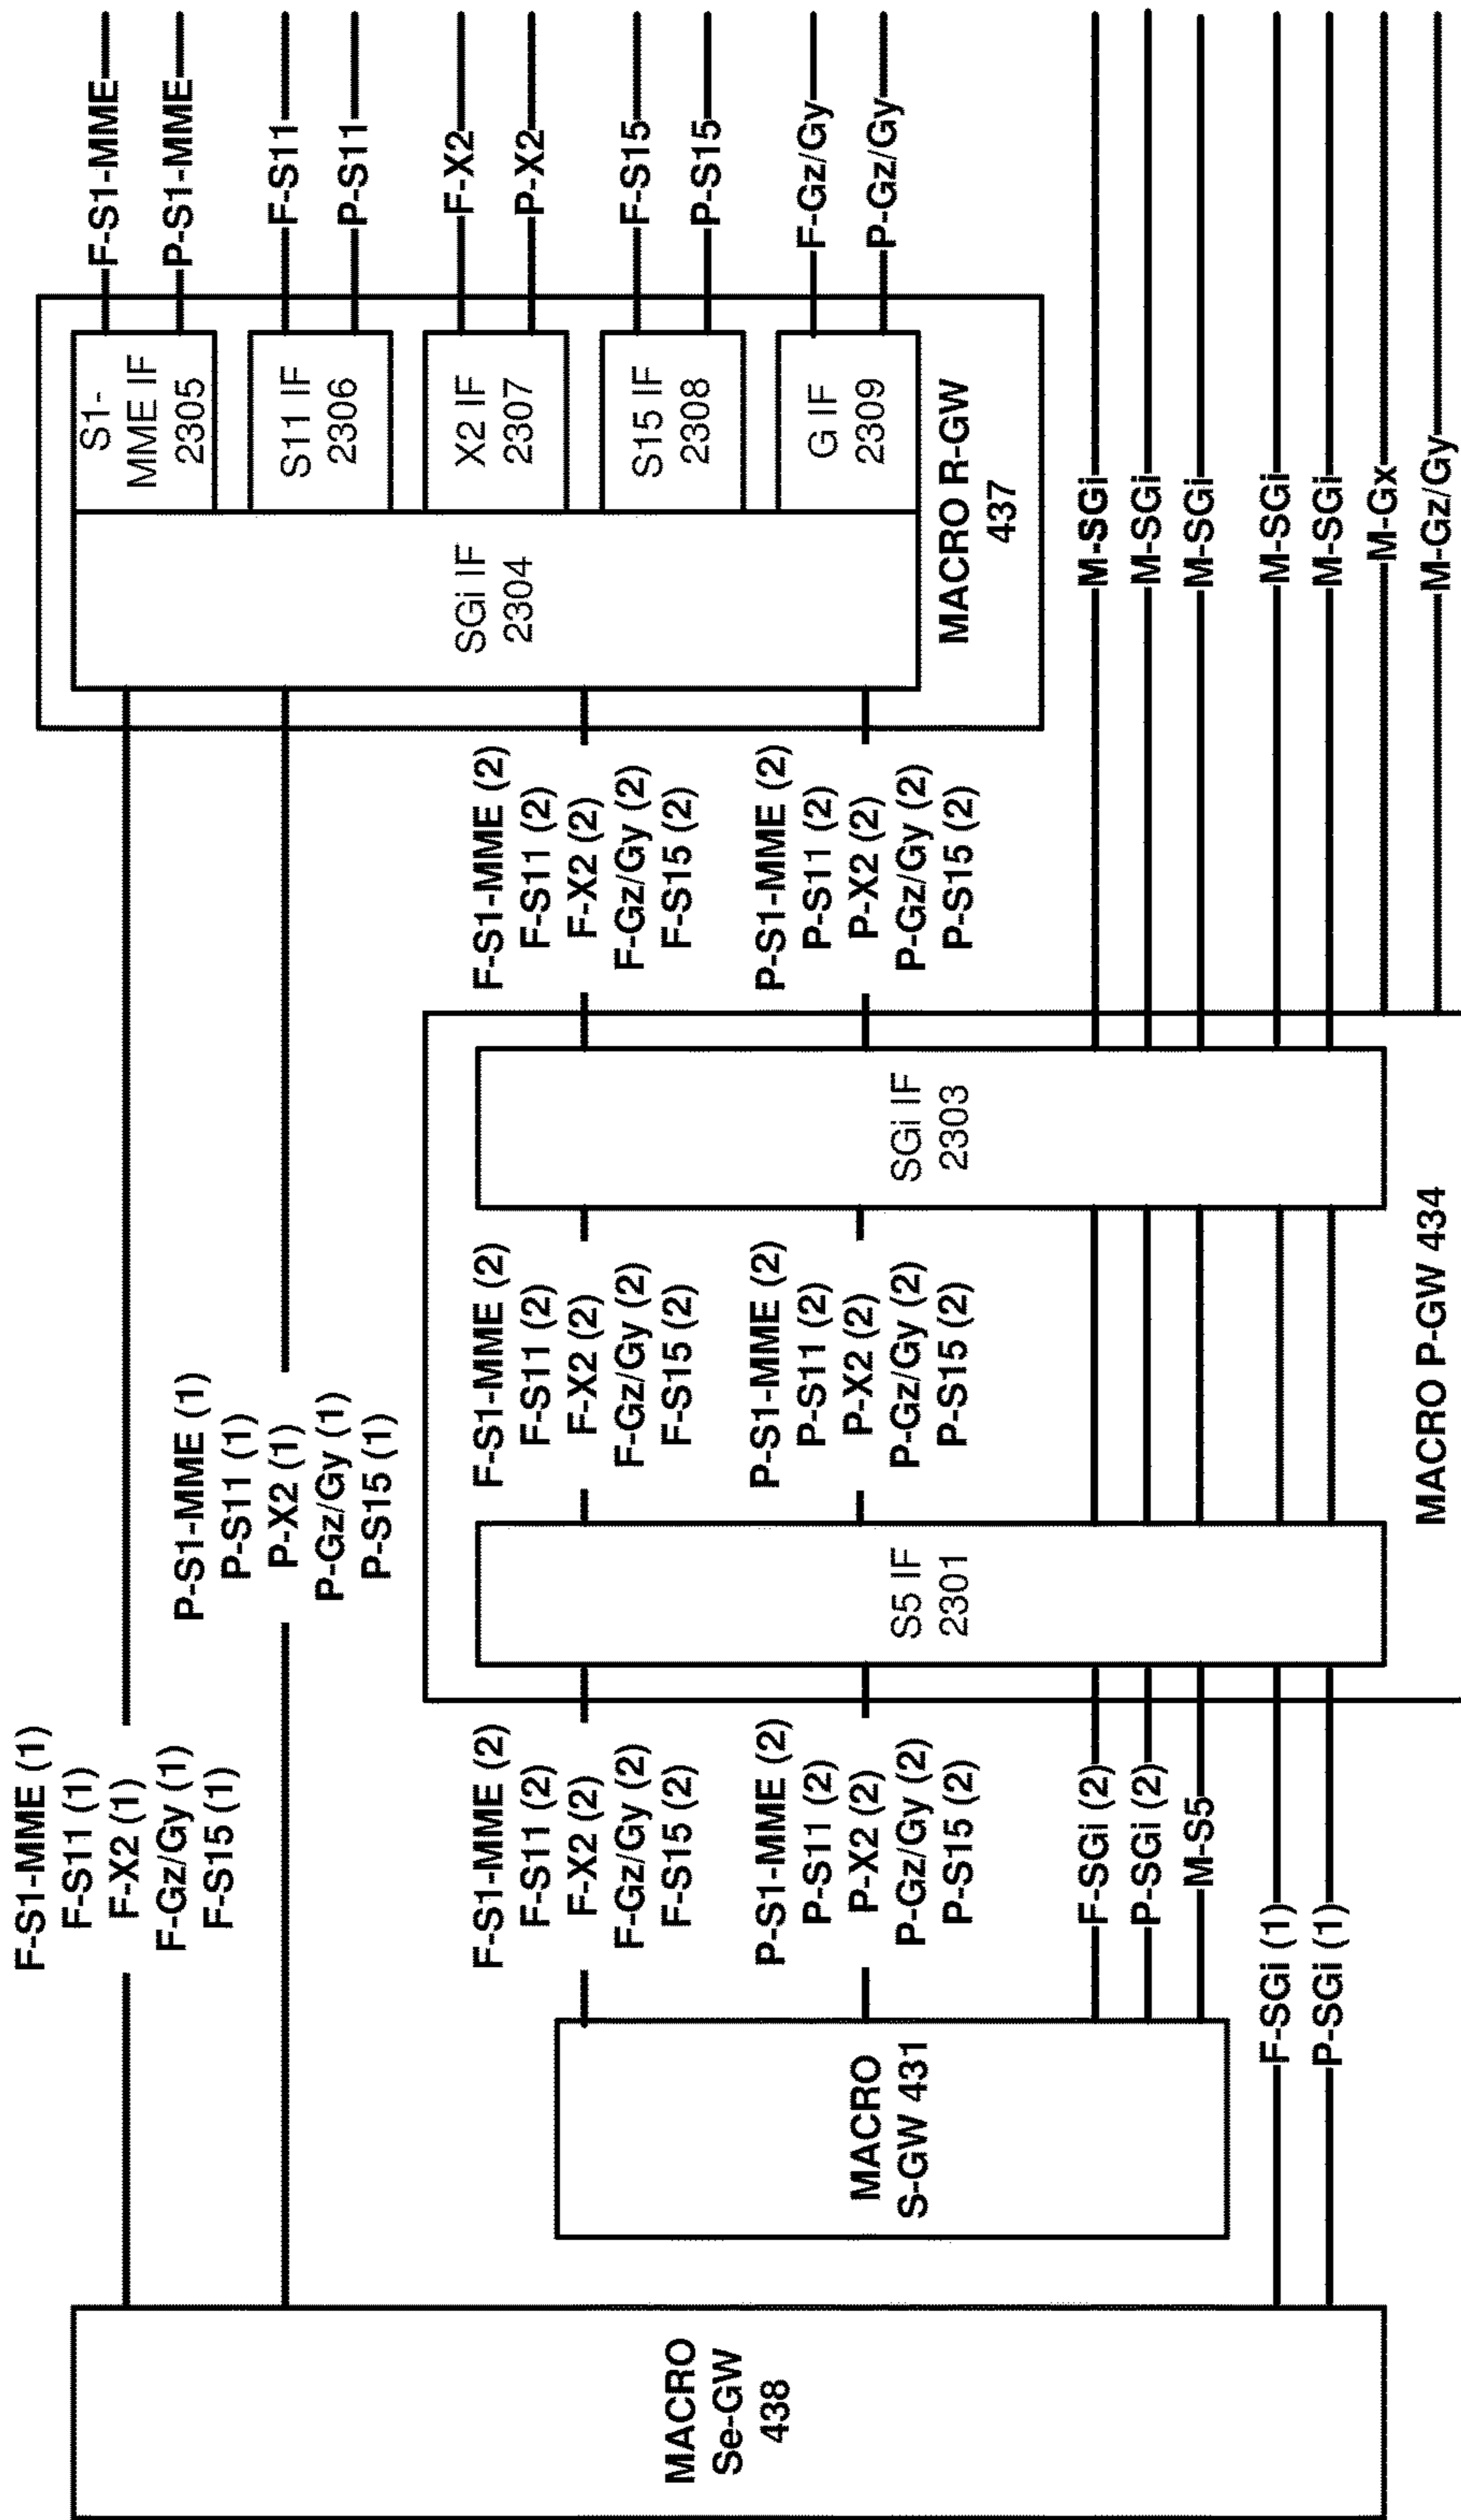 F-S1-MME (1)
F-S11 (1)
F-X2 (1)
F-Gz/Gy (1)
F-S15 (1)
P-S1-MME (1)
P-S11 (1)
P-X2 (1)
P-Gz/Gy (1)
P-S15 (1)
S1-
MME IF
2305
S11 IF
2306
X2 IF
2307
S15 IF
2308
G IF
2309
SGi IF
2304
MACRO R-GW
437
F-S1-MME
P-S1-MME
F-S11
P-S11
F-X2
P-X2
F-S15
P-S15
F-Gz/Gy
P-Gz/Gy
MACRO
Se-GW
438
MACRO
S-GW 431
F-S1-MME (2)
F-S11 (2)
F-X2 (2)
F-Gz/Gy (2)
F-S15 (2)
P-S1-MME (2)
P-S11 (2)
P-X2 (2)
P-Gz/Gy (2)
P-S15 (2)
F-SGi (2)
P-SGi (2)
M-S5
F-SGi (1)
P-SGi (1)
S5 IF
2301
F-S1-MME (2)
F-S11 (2)
F-X2 (2)
F-Gz/Gy (2)
F-S15 (2)
P-S1-MME (2)
P-S11 (2)
P-X2 (2)
P-Gz/Gy (2)
P-S15 (2)
SGi IF
2303
MACRO P-GW 434
F-S1-MME (2)
F-S11 (2)
F-X2 (2)
F-Gz/Gy (2)
F-S15 (2)
P-S1-MME (2)
P-S11 (2)
P-X2 (2)
P-Gz/Gy (2)
P-S15 (2)
M-SGi
M-SGi
M-SGi
M-SGi
M-SGi
M-Gx
M-Gz/Gy